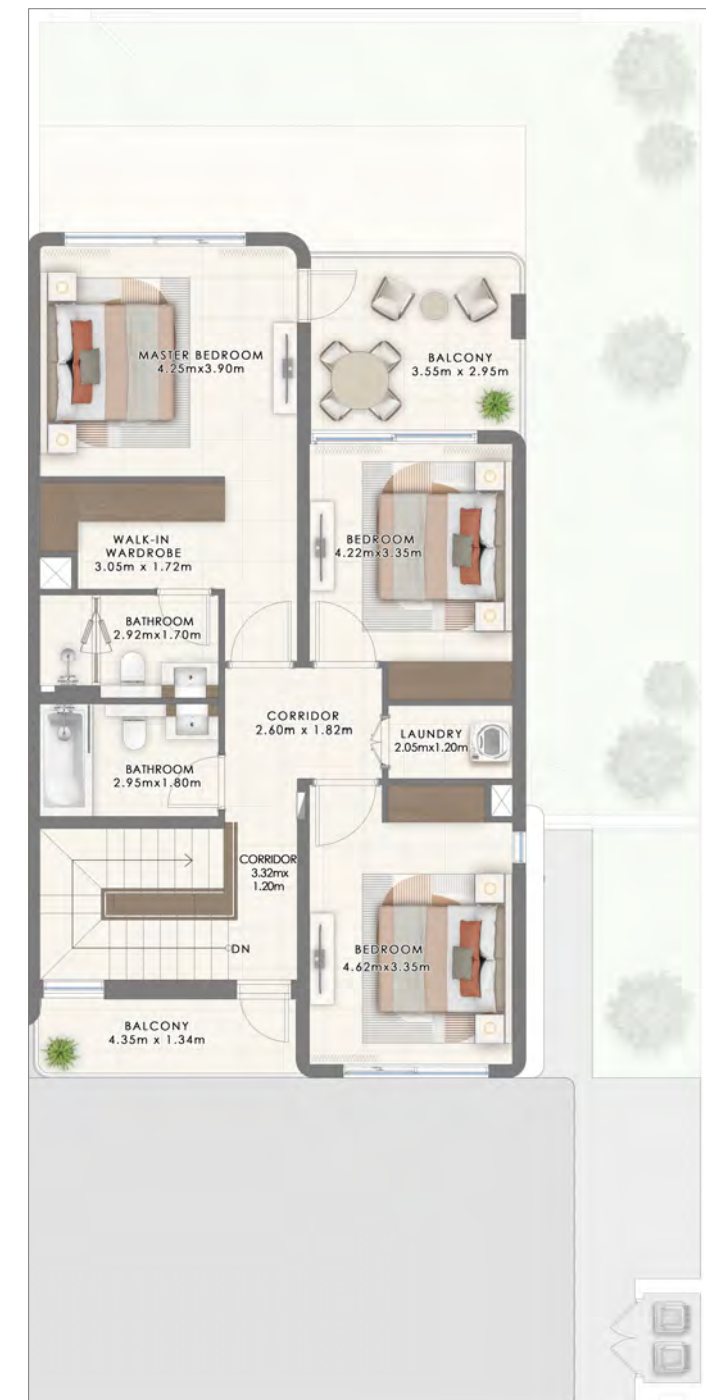 MASTER BEDROOM
4.25mx3.90m
BALCONY
3.55m x 2.95m
WALK-IN
WARDROBE
3.05m x 1.72m
BEDROOM
4.22mx3.35m
BATHROOM
2.92mx1.70m
CORRIDOR
2.60m x 1.82m
LAUNDRY
2.05mx1.20m
BATHROOM
2.95mx1.80m
CORRIDOR
3.32mx
1.20m
DN
BEDROOM
4.62mx3.35m
BALCONY
4.35m x 1.34m